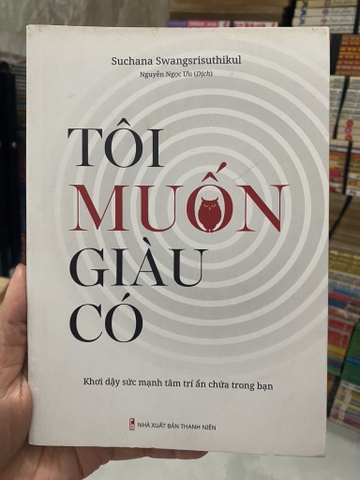 Suchana Swangsrisuthikul
Nguyễn Ngọc Ưu (Dịch)
TÔI
MUỐN
GIÀU
CÓ
Khơi dậy sức mạnh tâm trí ẩn chứa trong bạn
NHÀ XUẤT BẢN THANH NIÊN